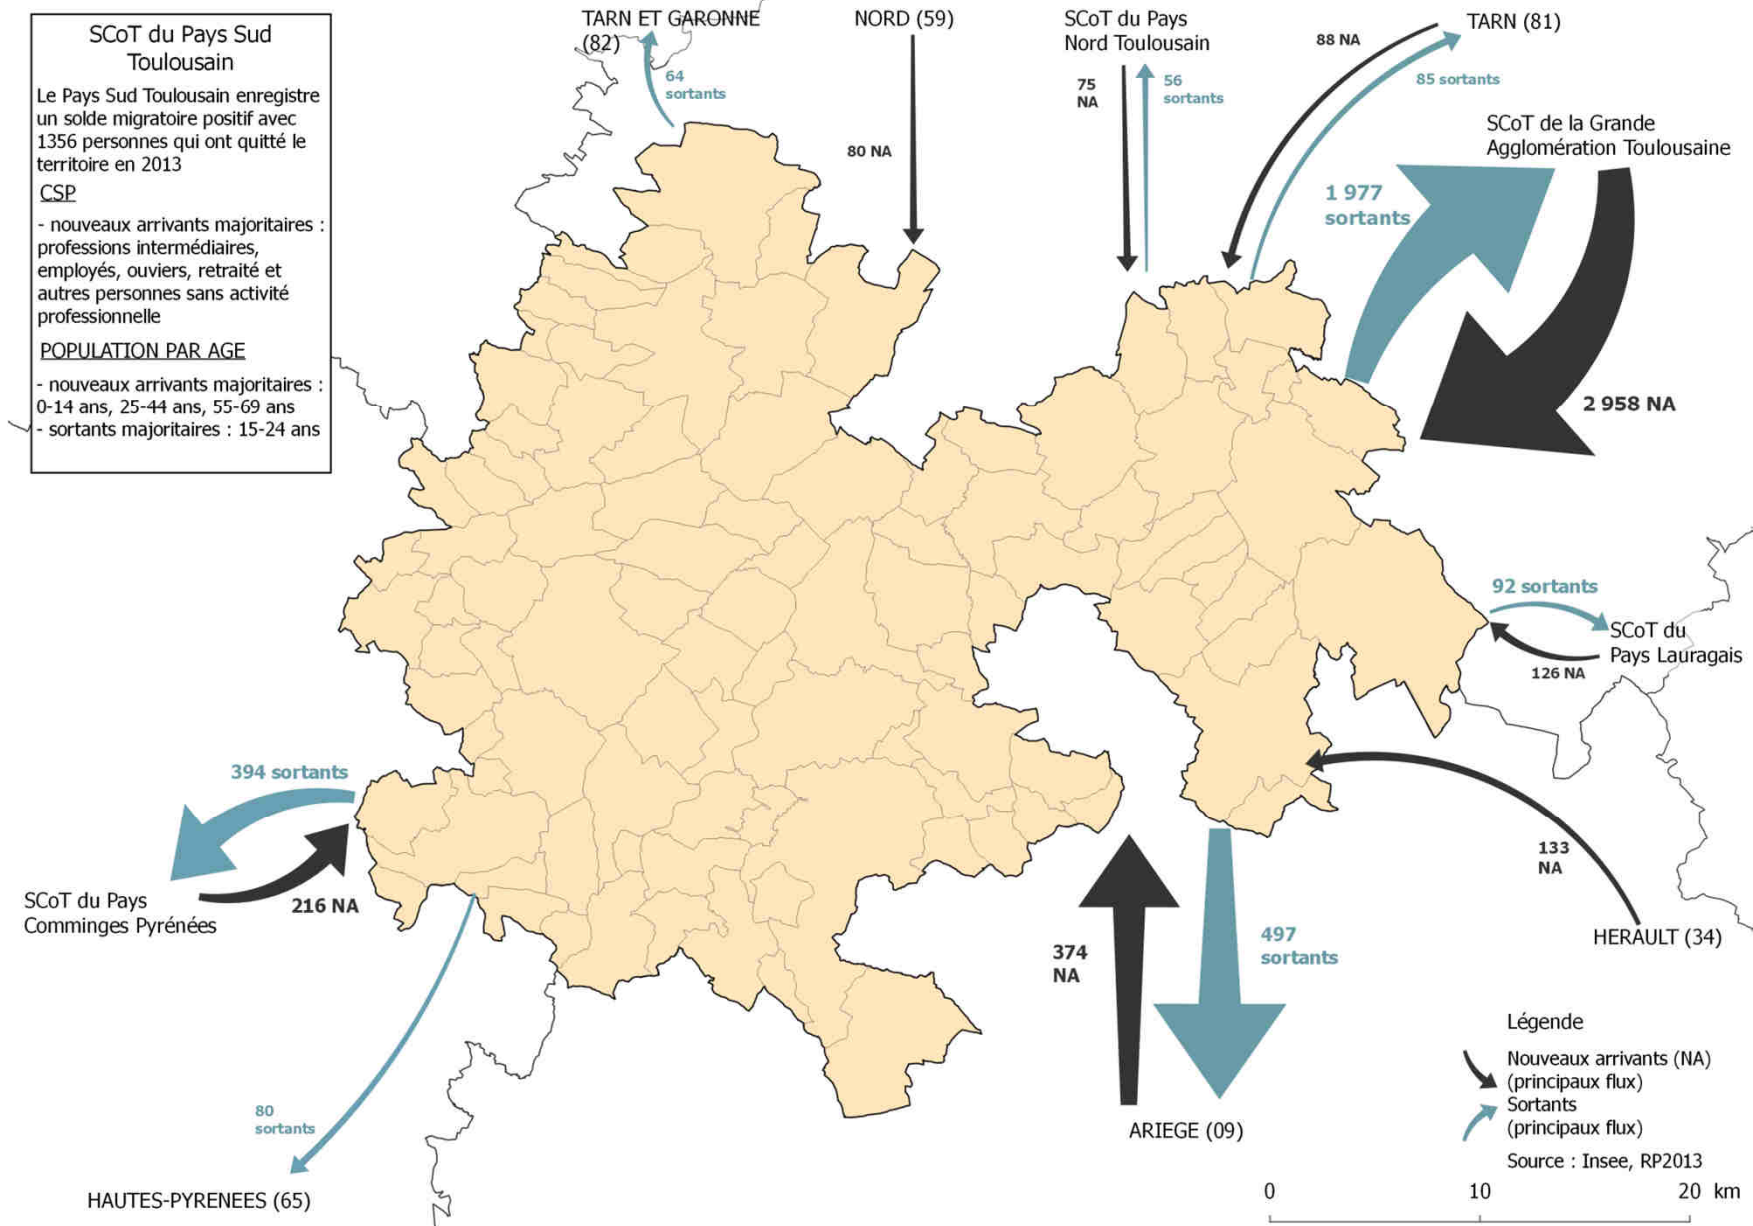 SCoT du Pays Sud
Toulousain
Le Pays Sud Toulousain enregistre
un solde migratoire positif avec
1356 personnes qui ont quitté le
territoire en 2013
CSP
- nouveaux arrivants majoritaires :
professions intermédiaires,
employés, ouviers, retraité et
autres personnes sans activité
professionnelle
POPULATION PAR AGE
- nouveaux arrivants majoritaires :
0-14 ans, 25-44 ans, 55-69 ans
- sortants majoritaires : 15-24 ans
TARN ET GARONNE
(82)
64
sortants
NORD (59)
80 NA
SCoT du Pays
Nord Toulousain
75
NA
56
sortants
TARN (81)
88 NA
85 sortants
SCoT de la Grande
Agglomération Toulousaine
1 977
sortants
2 958 NA
92 sortants
SCoT du
Pays Lauragais
126 NA
394 sortants
SCoT du Pays
Comminges Pyrénées
216 NA
133
NA
HERAULT (34)
374
NA
497
sortants
ARIEGE (09)
80
sortants
HAUTES-PYRENEES (65)
Légende
Nouveaux arrivants (NA)
(principaux flux)
Sortants
(principaux flux)
Source : Insee, RP2013
0 10 20 km